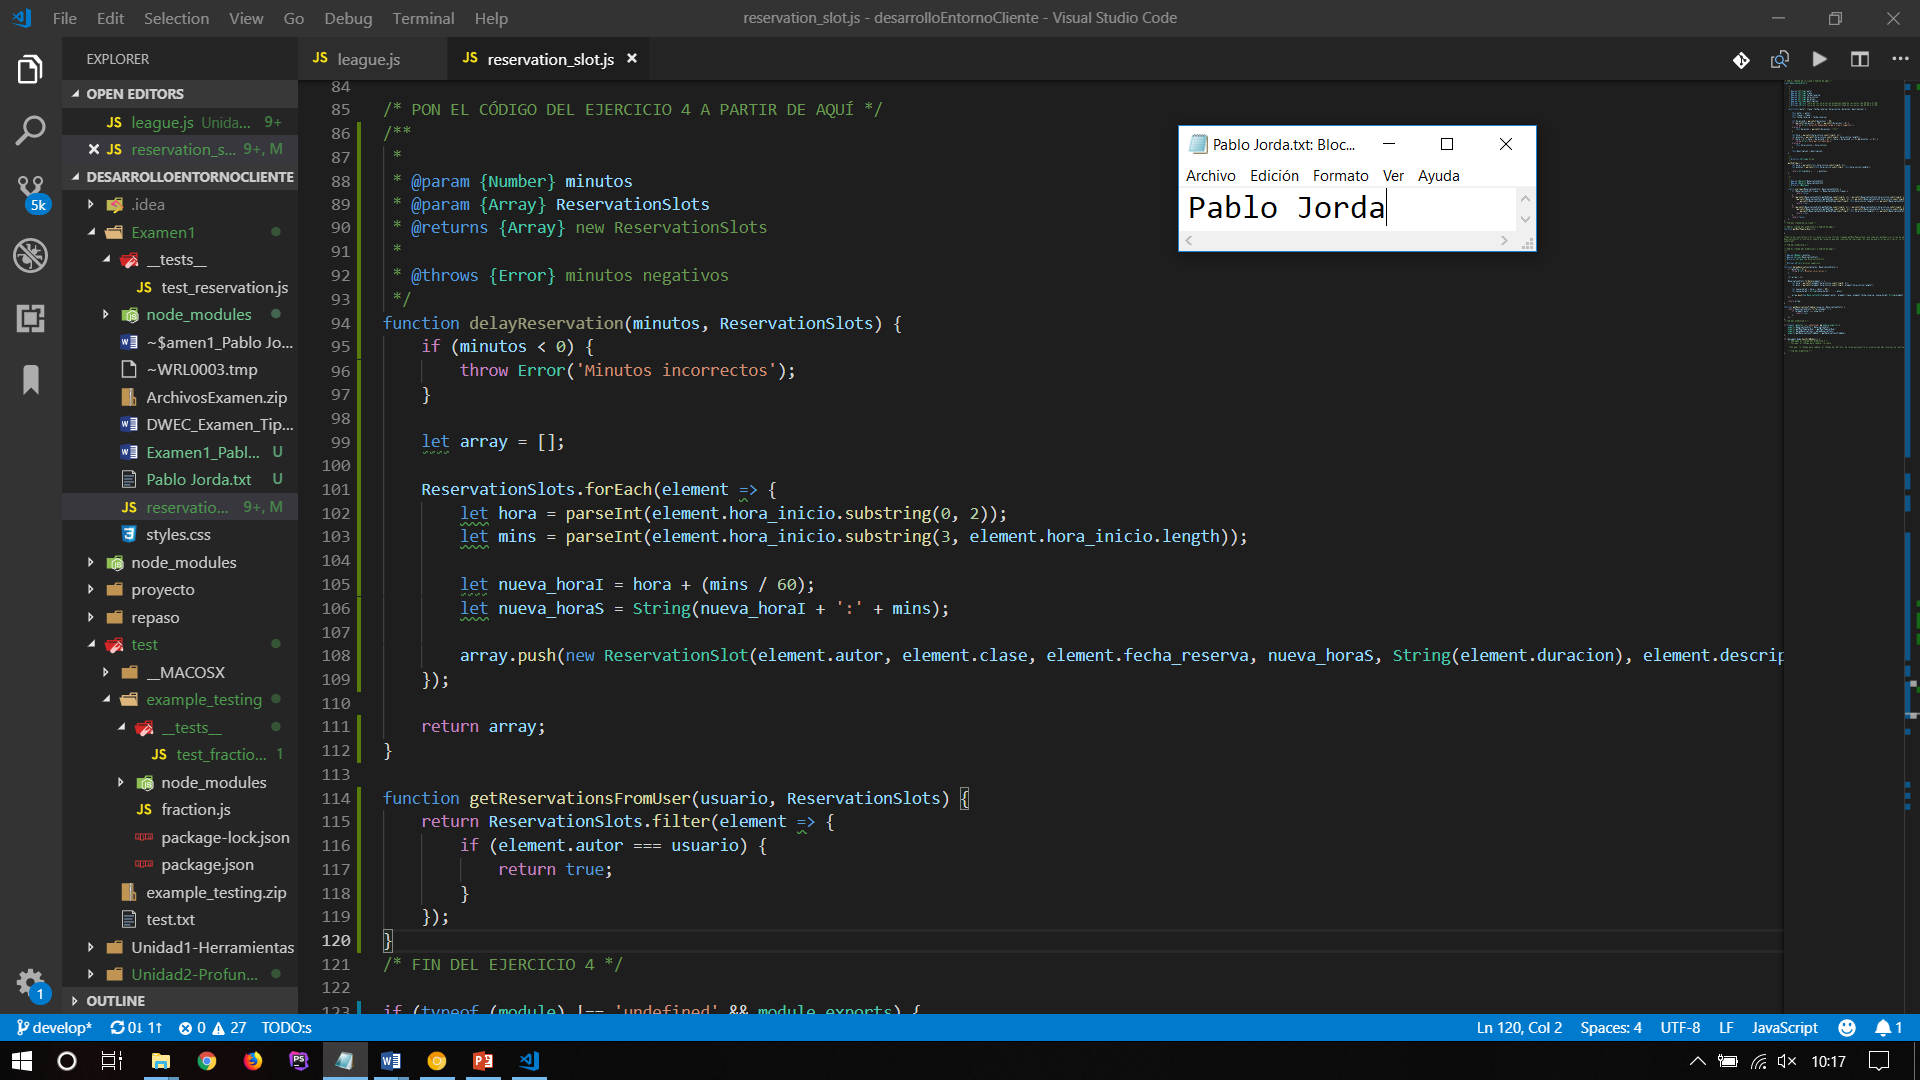 File Edit Selection View Go Debug Terminal Help
reservation_slot.js - desarrolloEntornoCliente - Visual Studio Code
EXPLORER
OPEN EDITORS
JS league.js Unida... 9+
JS reservation_s... 9+, M
DESARROLLOENTORNOCLIENTE
.idea
Examen1
__tests__
JS test_reservation.js
node_modules
~$amen1_Pablo Jo...
~WRL0003.tmp
ArchivosExamen.zip
DWEC_Examen_Tip...
Examen1_Pabl... U
Pablo Jorda.txt U
JS reservatio... 9+, M
styles.css
node_modules
proyecto
repaso
test
__MACOSX
example_testing
__tests__
JS test_fractio... 1
node_modules
JS fraction.js
package-lock.json
package.json
example_testing.zip
test.txt
Unidad1-Herramientas
Unidad2-Profun...
OUTLINE
5k
1
JS league.js
JS reservation_slot.js
84
85 /* PON EL CÓDIGO DEL EJERCICIO 4 A PARTIR DE AQUÍ */
86 /**
87 *
88 * @param {Number} minutos
89 * @param {Array} ReservationSlots
90 * @returns {Array} new ReservationSlots
91 *
92 * @throws {Error} minutos negativos
93 */
94 function delayReservation(minutos, ReservationSlots) {
95 if (minutos < 0) {
96 throw Error('Minutos incorrectos');
97 }
98
99 let array = [];
100
101 ReservationSlots.forEach(element => {
102 let hora = parseInt(element.hora_inicio.substring(0, 2));
103 let mins = parseInt(element.hora_inicio.substring(3, element.hora_inicio.length));
104
105 let nueva_horaI = hora + (mins / 60);
106 let nueva_horaS = String(nueva_horaI + ':' + mins);
107
108 array.push(new ReservationSlot(element.autor, element.clase, element.fecha_reserva, nueva_horaS, String(element.duracion), element.descrip
109 });
110
111 return array;
112 }
113
114 function getReservationsFromUser(usuario, ReservationSlots) {
115 return ReservationSlots.filter(element => {
116 if (element.autor === usuario) {
117 return true;
118 }
119 });
120 }
121 /* FIN DEL EJERCICIO 4 */
122
123 if (typeof (module) !== 'undefined' && module.exports) {
Pablo Jorda.txt: Bloc...
Archivo Edición Formato Ver Ayuda
Pablo Jorda
develop* 0↓ 1↑ 0 27 TODO:s
Ln 120, Col 2 Spaces: 4 UTF-8 LF JavaScript 1
10:17